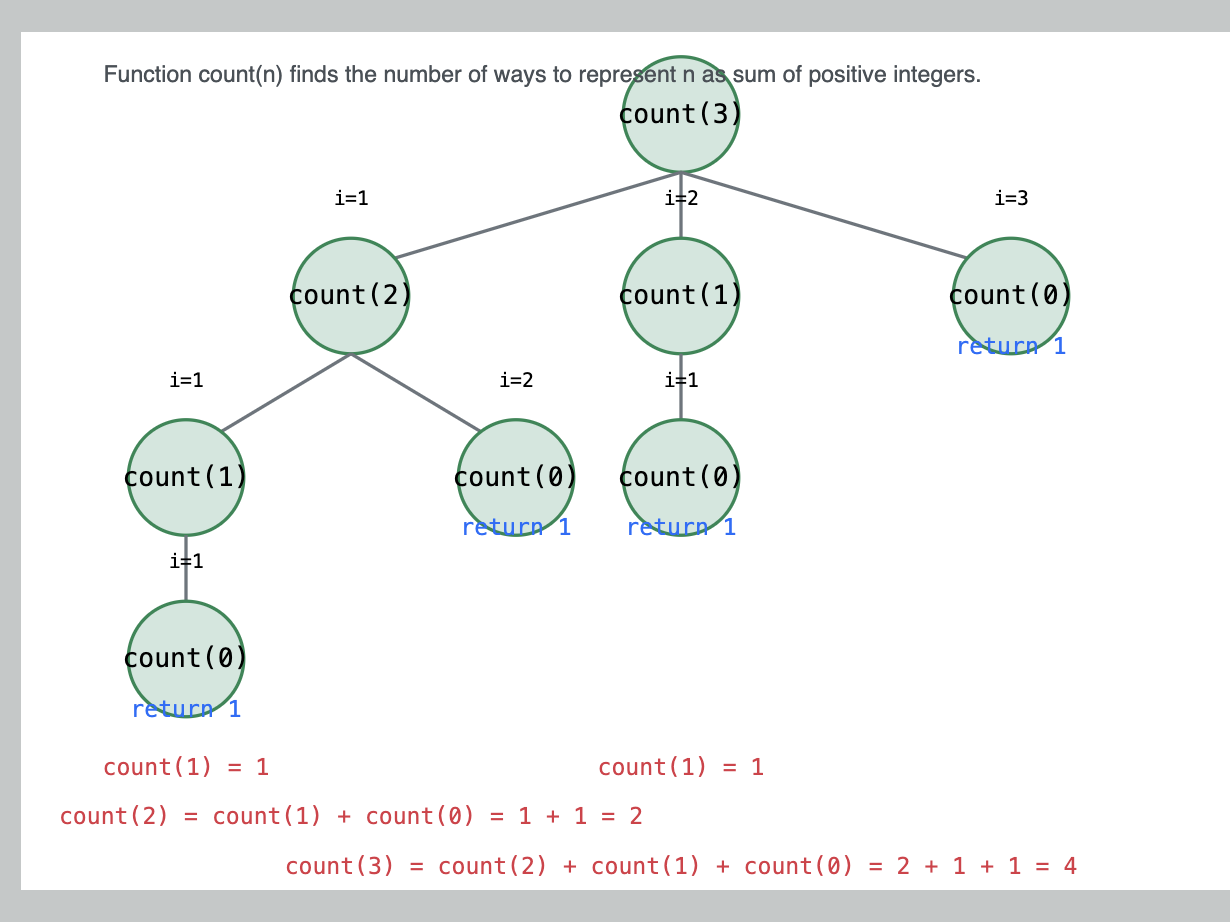 Function count(n) finds the number of ways to represent n as sum of positive integers.
count(3)
i=1
i=2
i=3
count(2)
count(1)
count(0)
return 1
i=1
i=2
i=1
count(1)
count(0)
count(0)
return 1
return 1
i=1
count(0)
return 1
count(1) = 1
count(1) = 1
count(2) = count(1) + count(0) = 1 + 1 = 2
count(3) = count(2) + count(1) + count(0) = 2 + 1 + 1 = 4